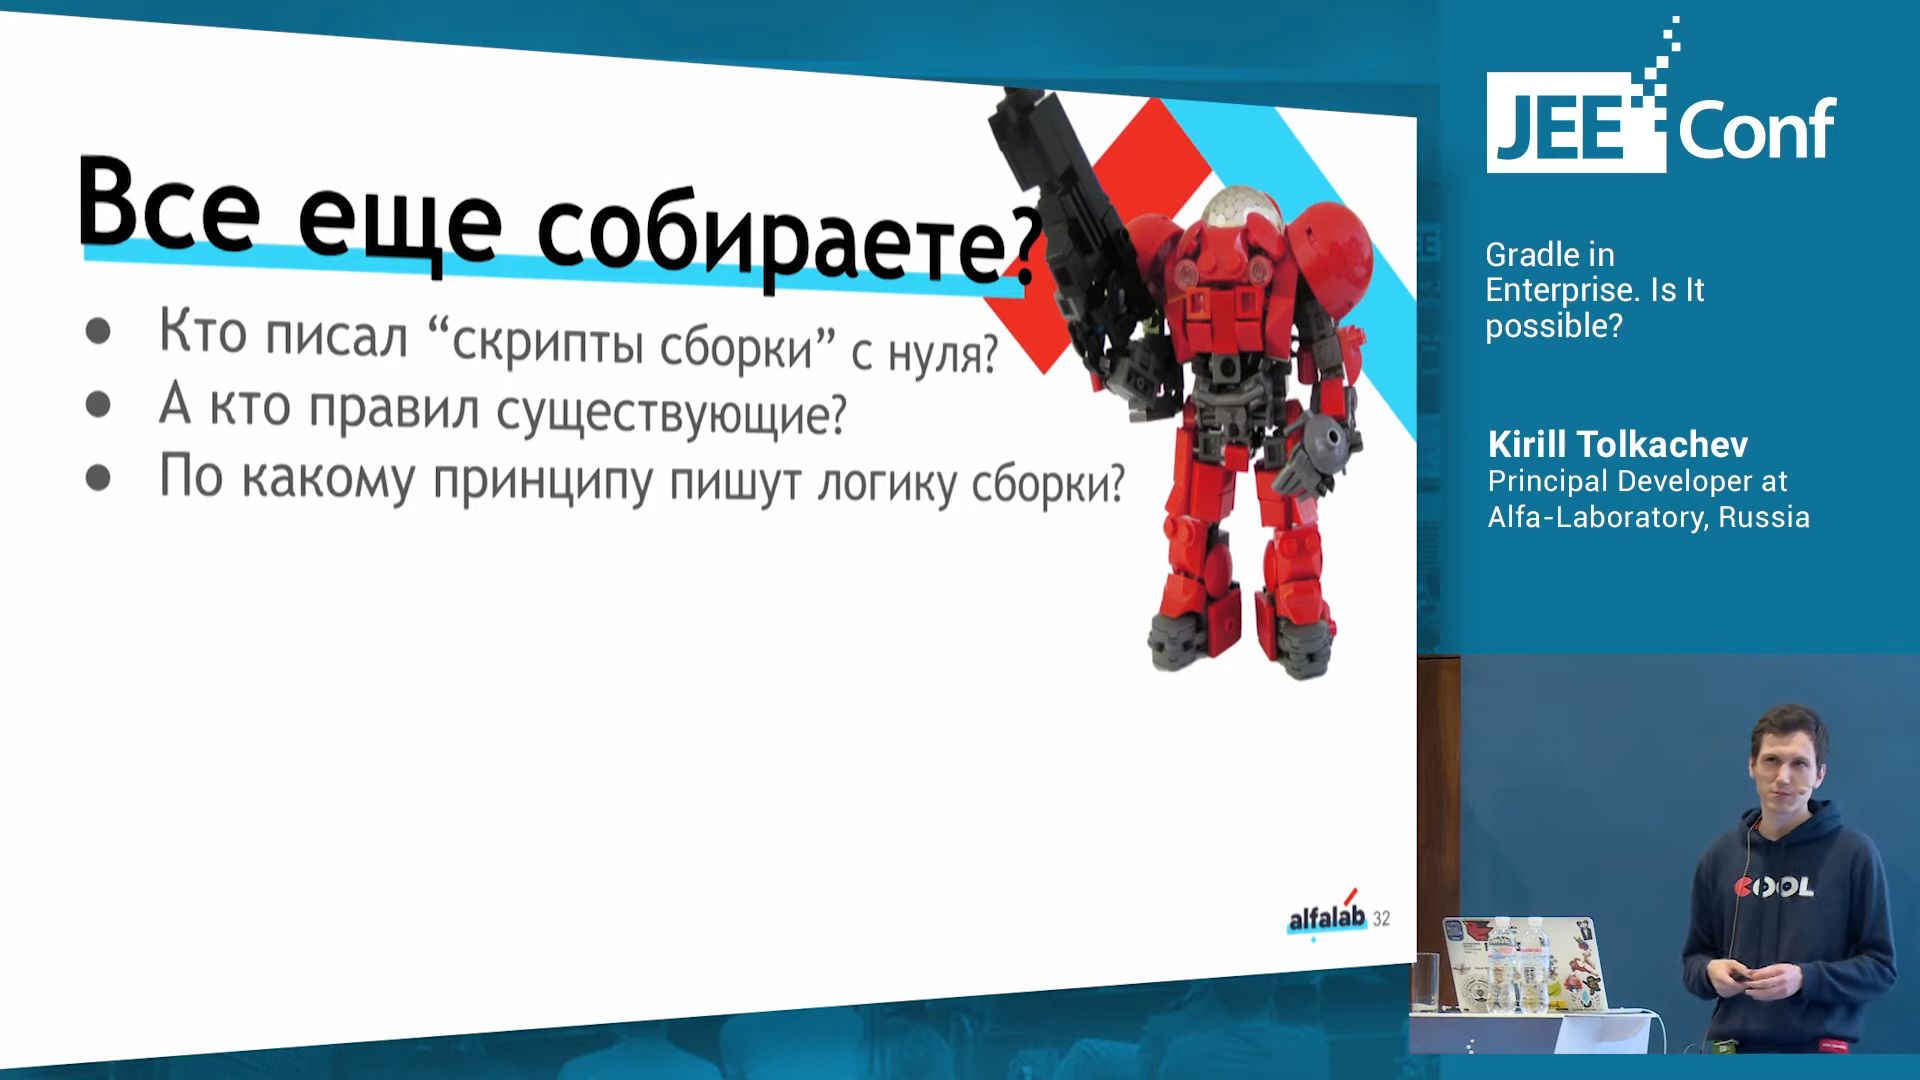 Все еще собираете?
● Кто писал “скрипты сборки” с нуля?
● А кто правил существующие?
● По какому принципу пишут логику сборки?
alfalab 32
JEE Conf
Gradle in
Enterprise. Is It
possible?
Kirill Tolkachev
Principal Developer at
Alfa-Laboratory, Russia
COOL